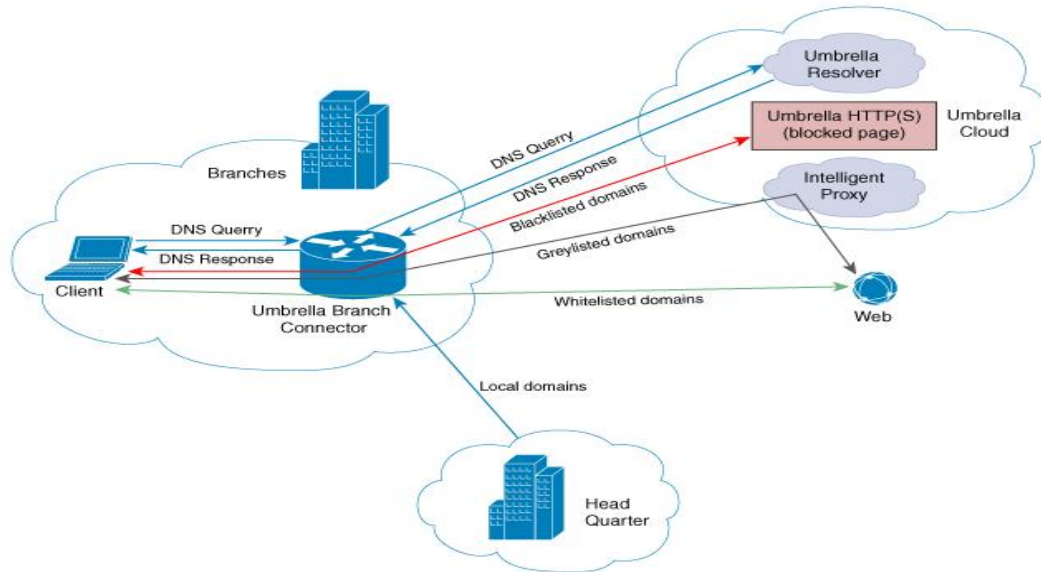 Umbrella
Resolver
Umbrella HTTP(S)
(blocked page)
Umbrella
Cloud
Intelligent
Proxy
Branches
DNS Querry
DNS Response
Blacklisted domains
Greylisted domains
DNS Querry
DNS Response
Client
Umbrella Branch
Connector
Whitelisted domains
Web
Local domains
Head
Quarter